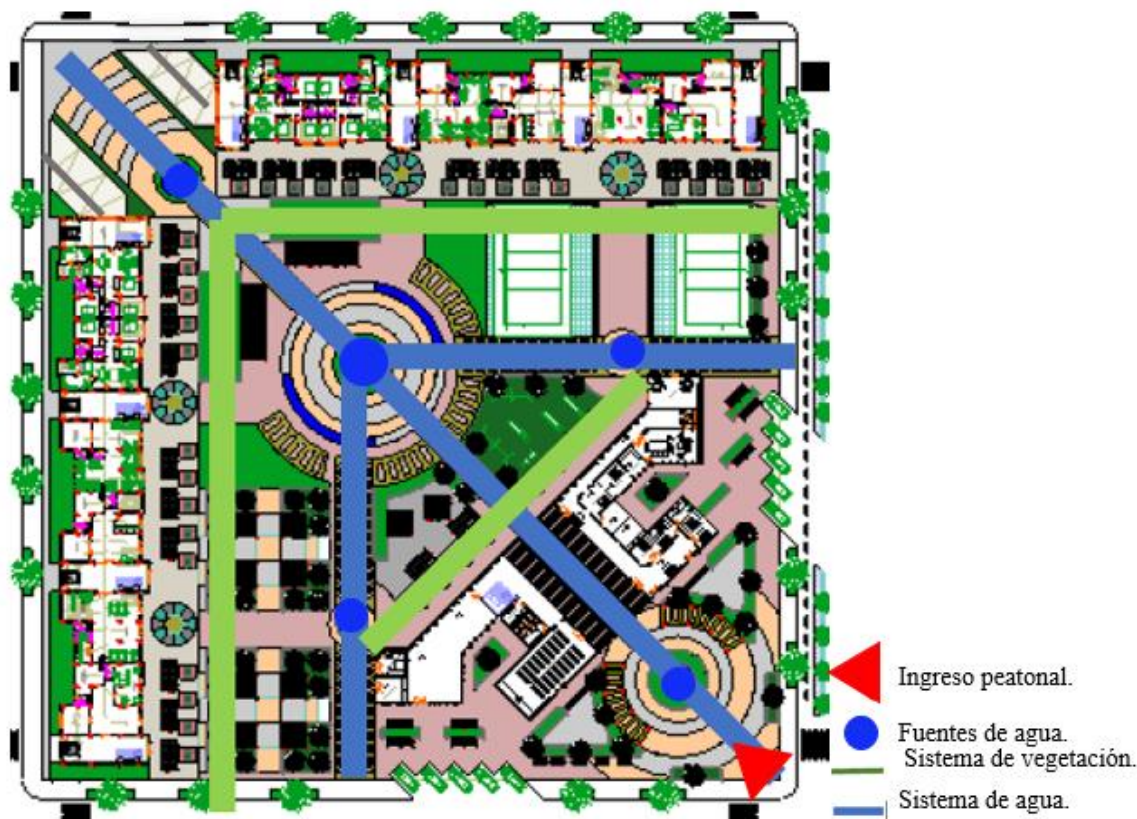 Ingreso peatonal.
Fuentes de agua.
Sistema de vegetación.
Sistema de agua.